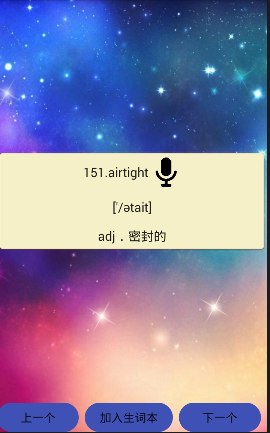 151.airtight
['/ətait]
adj . 密封的
上一个
加入生词本
下一个